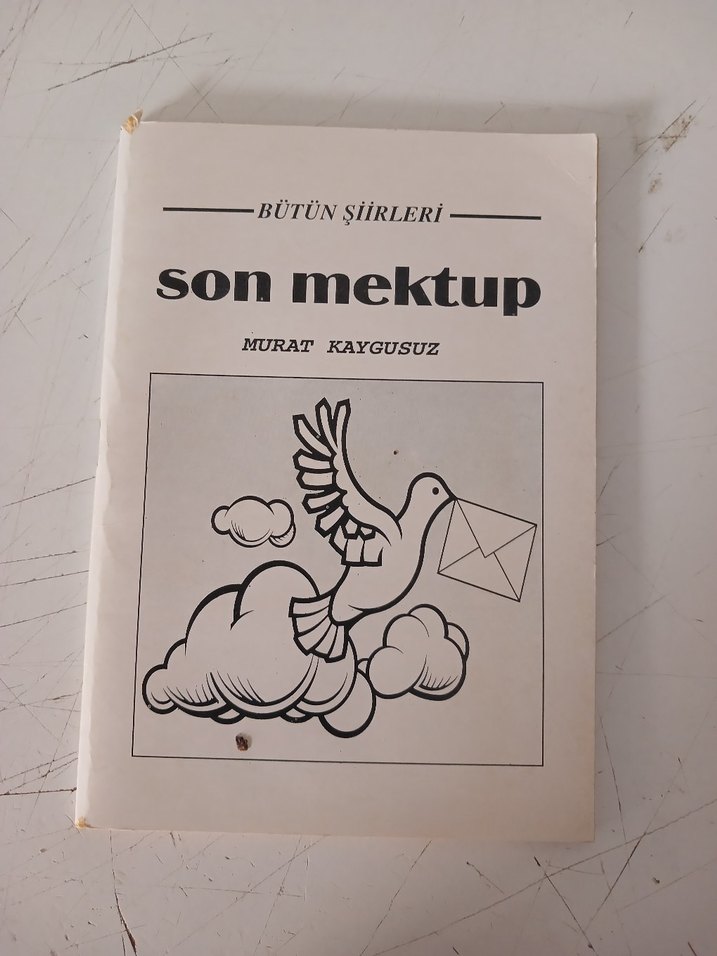 BÜTÜN ŞİİRLERİ
son mektup
MURAT KAYGUSUZ